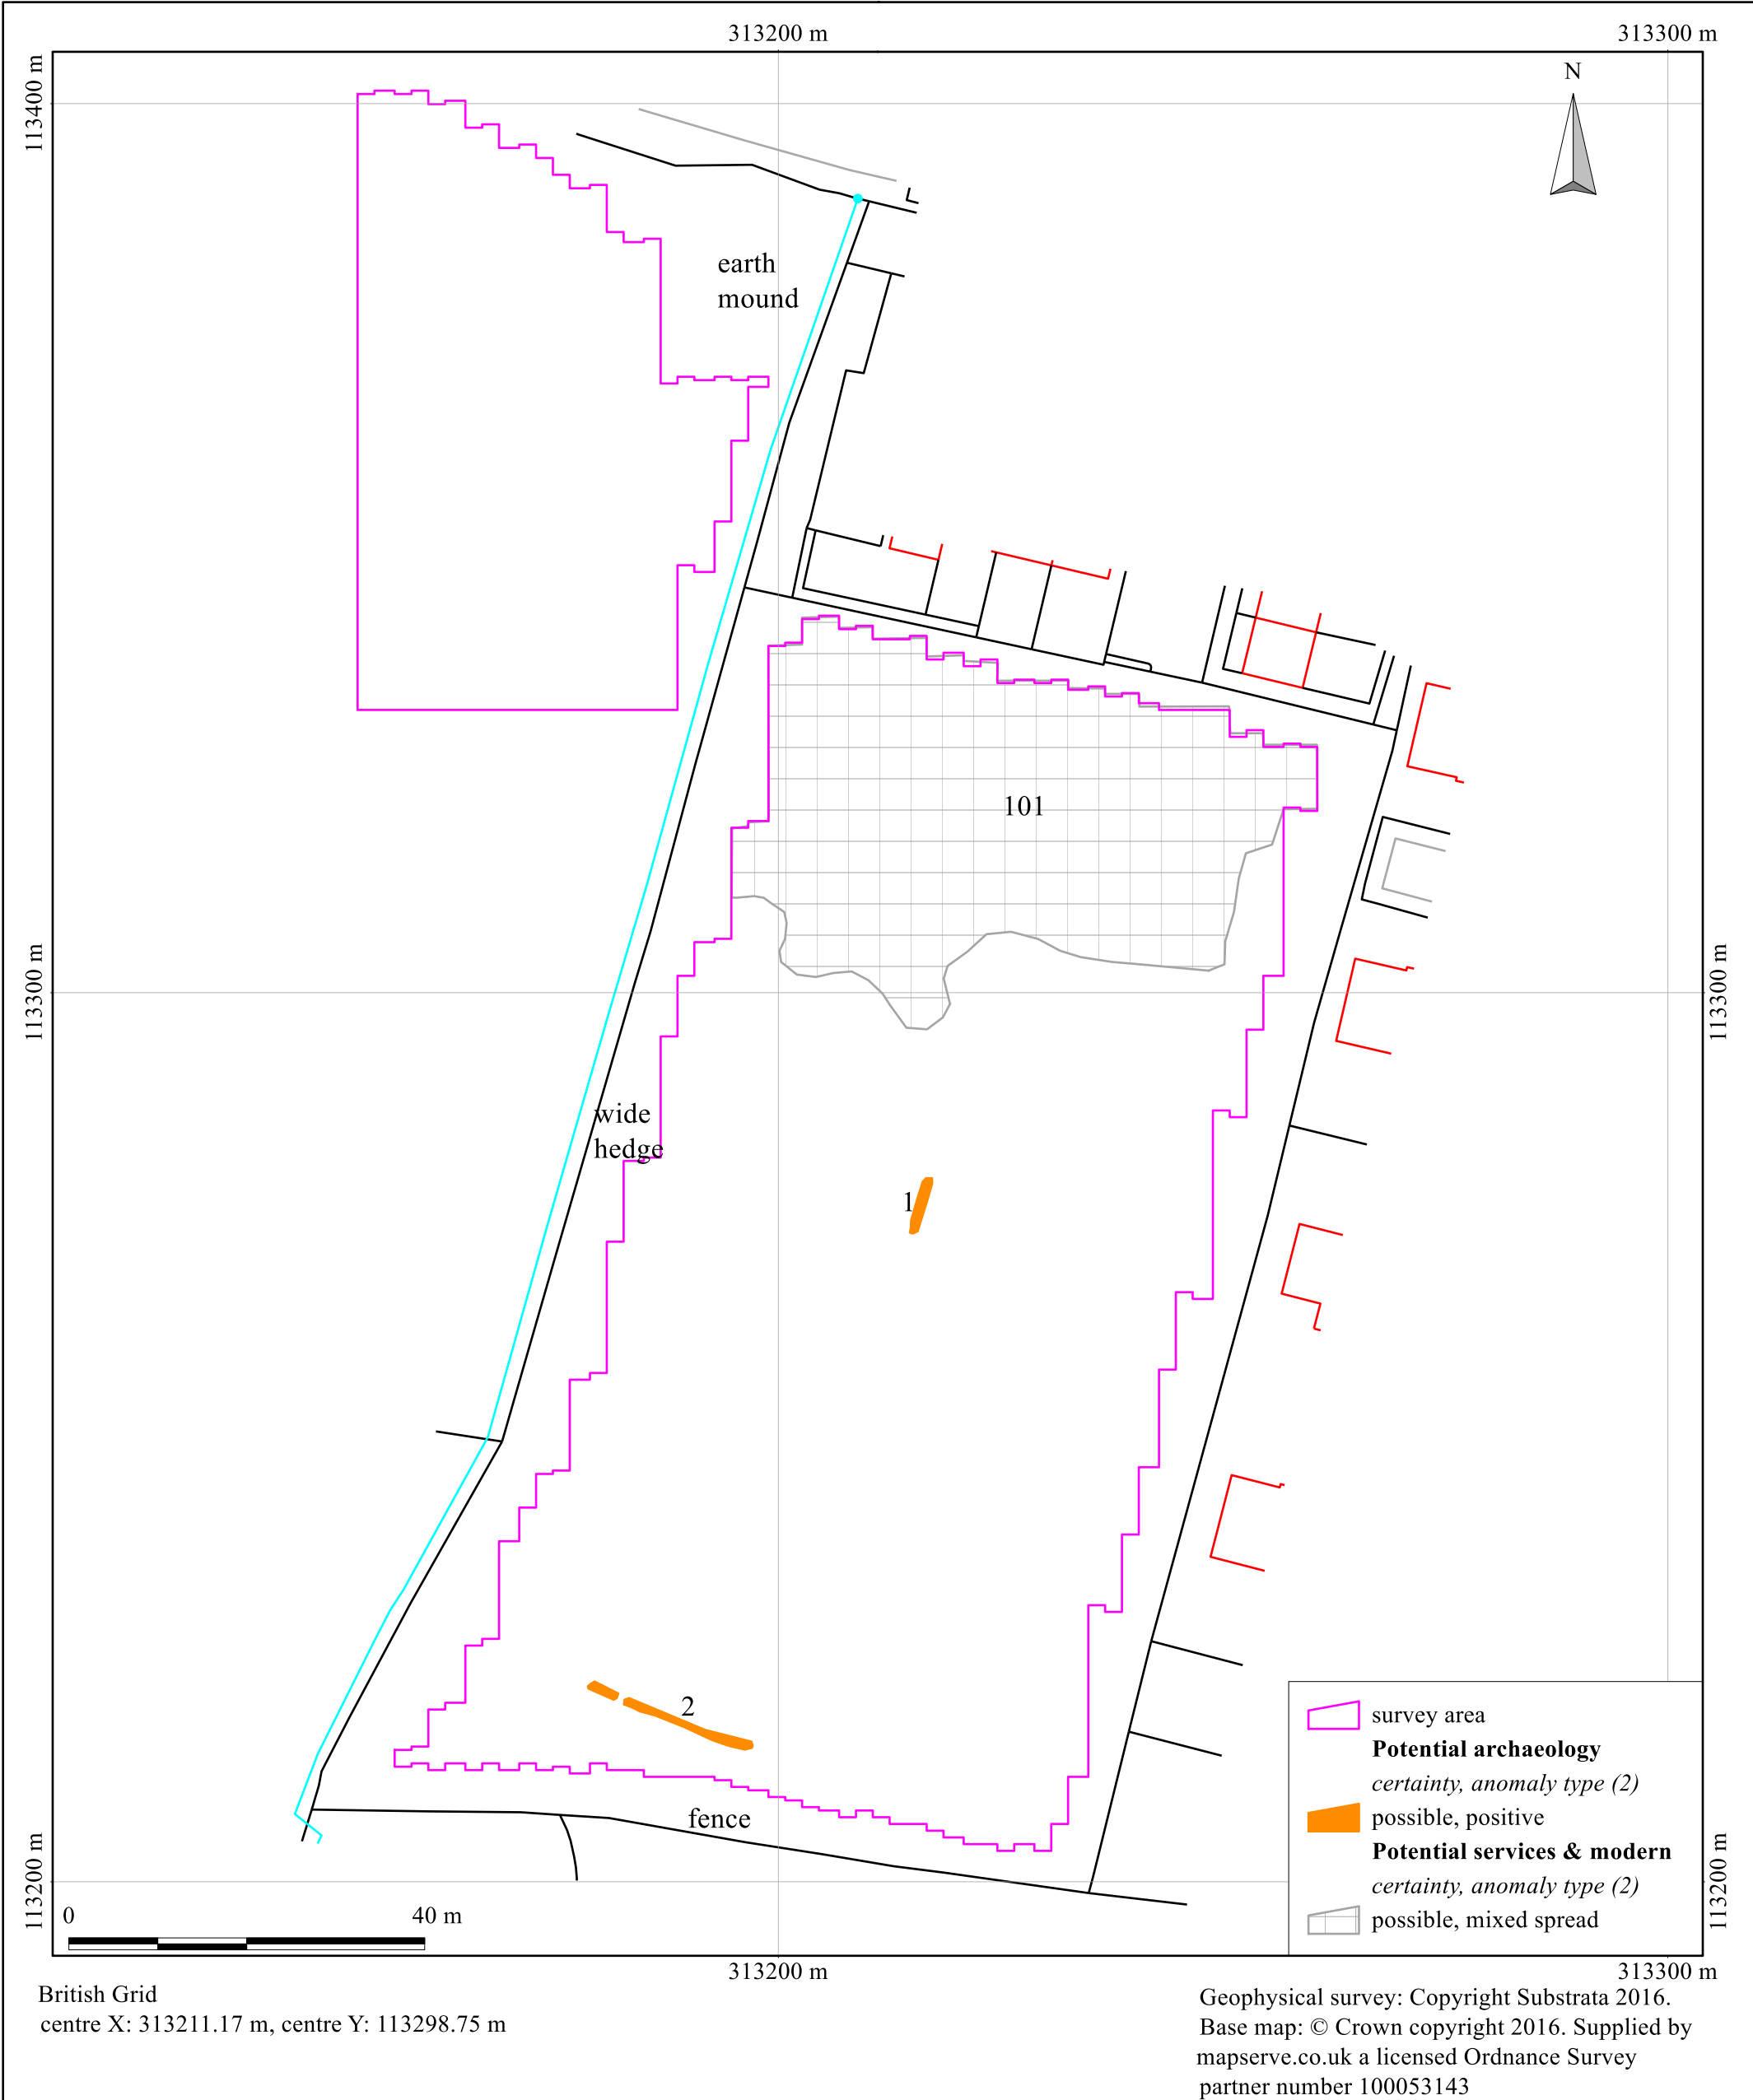 313200 m
313300 m
113400 m
N
earth
mound
101
113300 m
113300 m
wide
hedge
1
2
fence
survey area
Potential archaeology
certainty, anomaly type (2)
possible, positive
Potential services & modern
certainty, anomaly type (2)
possible, mixed spread
113200 m
113200 m
0
40 m
313200 m
313300 m
British Grid
centre X: 313211.17 m, centre Y: 113298.75 m
Geophysical survey: Copyright Substrata 2016.
Base map: © Crown copyright 2016. Supplied by
mapserve.co.uk a licensed Ordnance Survey
partner number 100053143